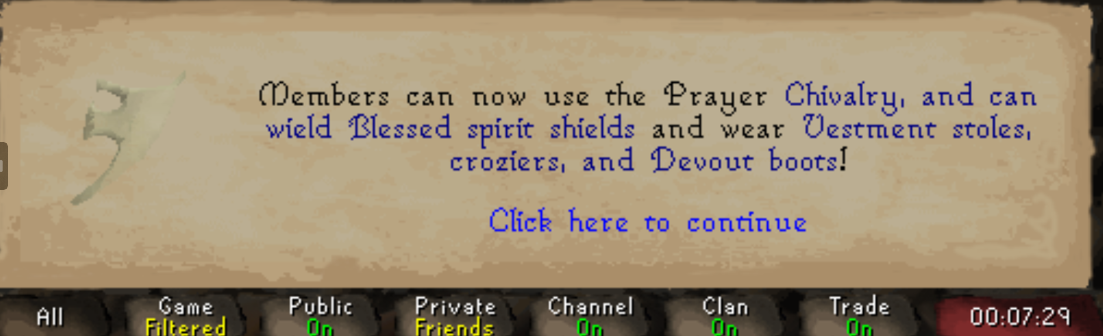 Members can now use the Prayer Chivalry, and can
wield Blessed spirit shields and wear Vestment stoles,
croziers, and Devout boots!
Click here to continue
All
Game
Filtered
Public
On
Private
Friends
Channel
On
Clan
On
Trade
On
00:07:29